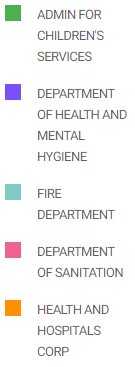 ADMIN FOR
CHILDREN'S
SERVICES
DEPARTMENT
OF HEALTH AND
MENTAL
HYGIENE
FIRE
DEPARTMENT
DEPARTMENT
OF SANITATION
HEALTH AND
HOSPITALS
CORP